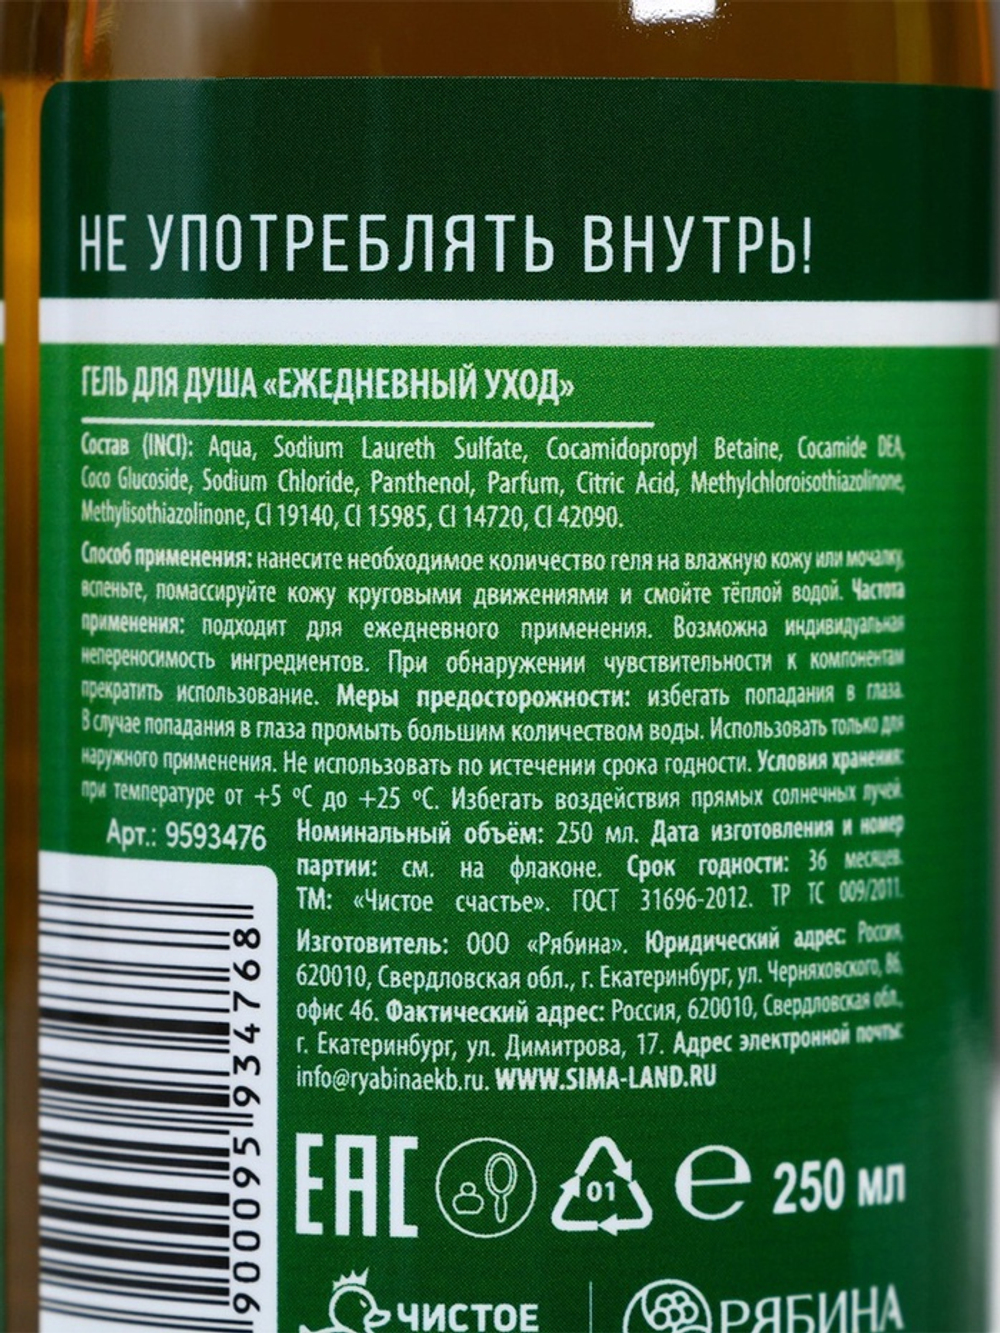 НЕ УПОТРЕБЛЯТЬ ВНУТРЬ!
ГЕЛЬ ДЛЯ ДУША «ЕЖЕДНЕВНЫЙ УХОД»
Состав (INCI): Aqua, Sodium Laureth Sulfate, Cocamidopropyl Betaine, Cocamide DEA,
Coco Glucoside, Sodium Chloride, Panthenol, Parfum, Citric Acid, Methylchloroisothiazolinone,
Methylisothiazolinone, CI 19140, CI 15985, CI 14720, CI 42090.
Способ применения: нанесите необходимое количество геля на влажную кожу или мочалку,
вспеньте, помассируйте кожу круговыми движениями и смойте тёплой водой. Частота
применения: подходит для ежедневного применения. Возможна индивидуальная
непереносимость ингредиентов. При обнаружении чувствительности к компонентам
прекратить использование. Меры предосторожности: избегать попадания в глаза.
В случае попадания в глаза промыть большим количеством воды. Использовать только для
наружного применения. Не использовать по истечении срока годности. Условия хранения:
при температуре от +5 ºC до +25 ºC. Избегать воздействия прямых солнечных лучей.
Арт.: 9593476
Номинальный объём: 250 мл. Дата изготовления и номер
партии: см. на флаконе. Срок годности: 36 месяцев.
ТМ: «Чистое счастье». ГОСТ 31696-2012. ТР ТС 009/2011.
Изготовитель: ООО «Рябина». Юридический адрес: Россия,
620010, Свердловская обл., г. Екатеринбург, ул. Черняховского, 86,
офис 46. Фактический адрес: Россия, 620010, Свердловская обл.,
г. Екатеринбург, ул. Димитрова, 17. Адрес электронной почты:
info@ryabinaekb.ru. WWW.SIMA-LAND.RU
9000095934768
EAC
01
e 250 мл
ЧИСТОЕ
РЯБИНА